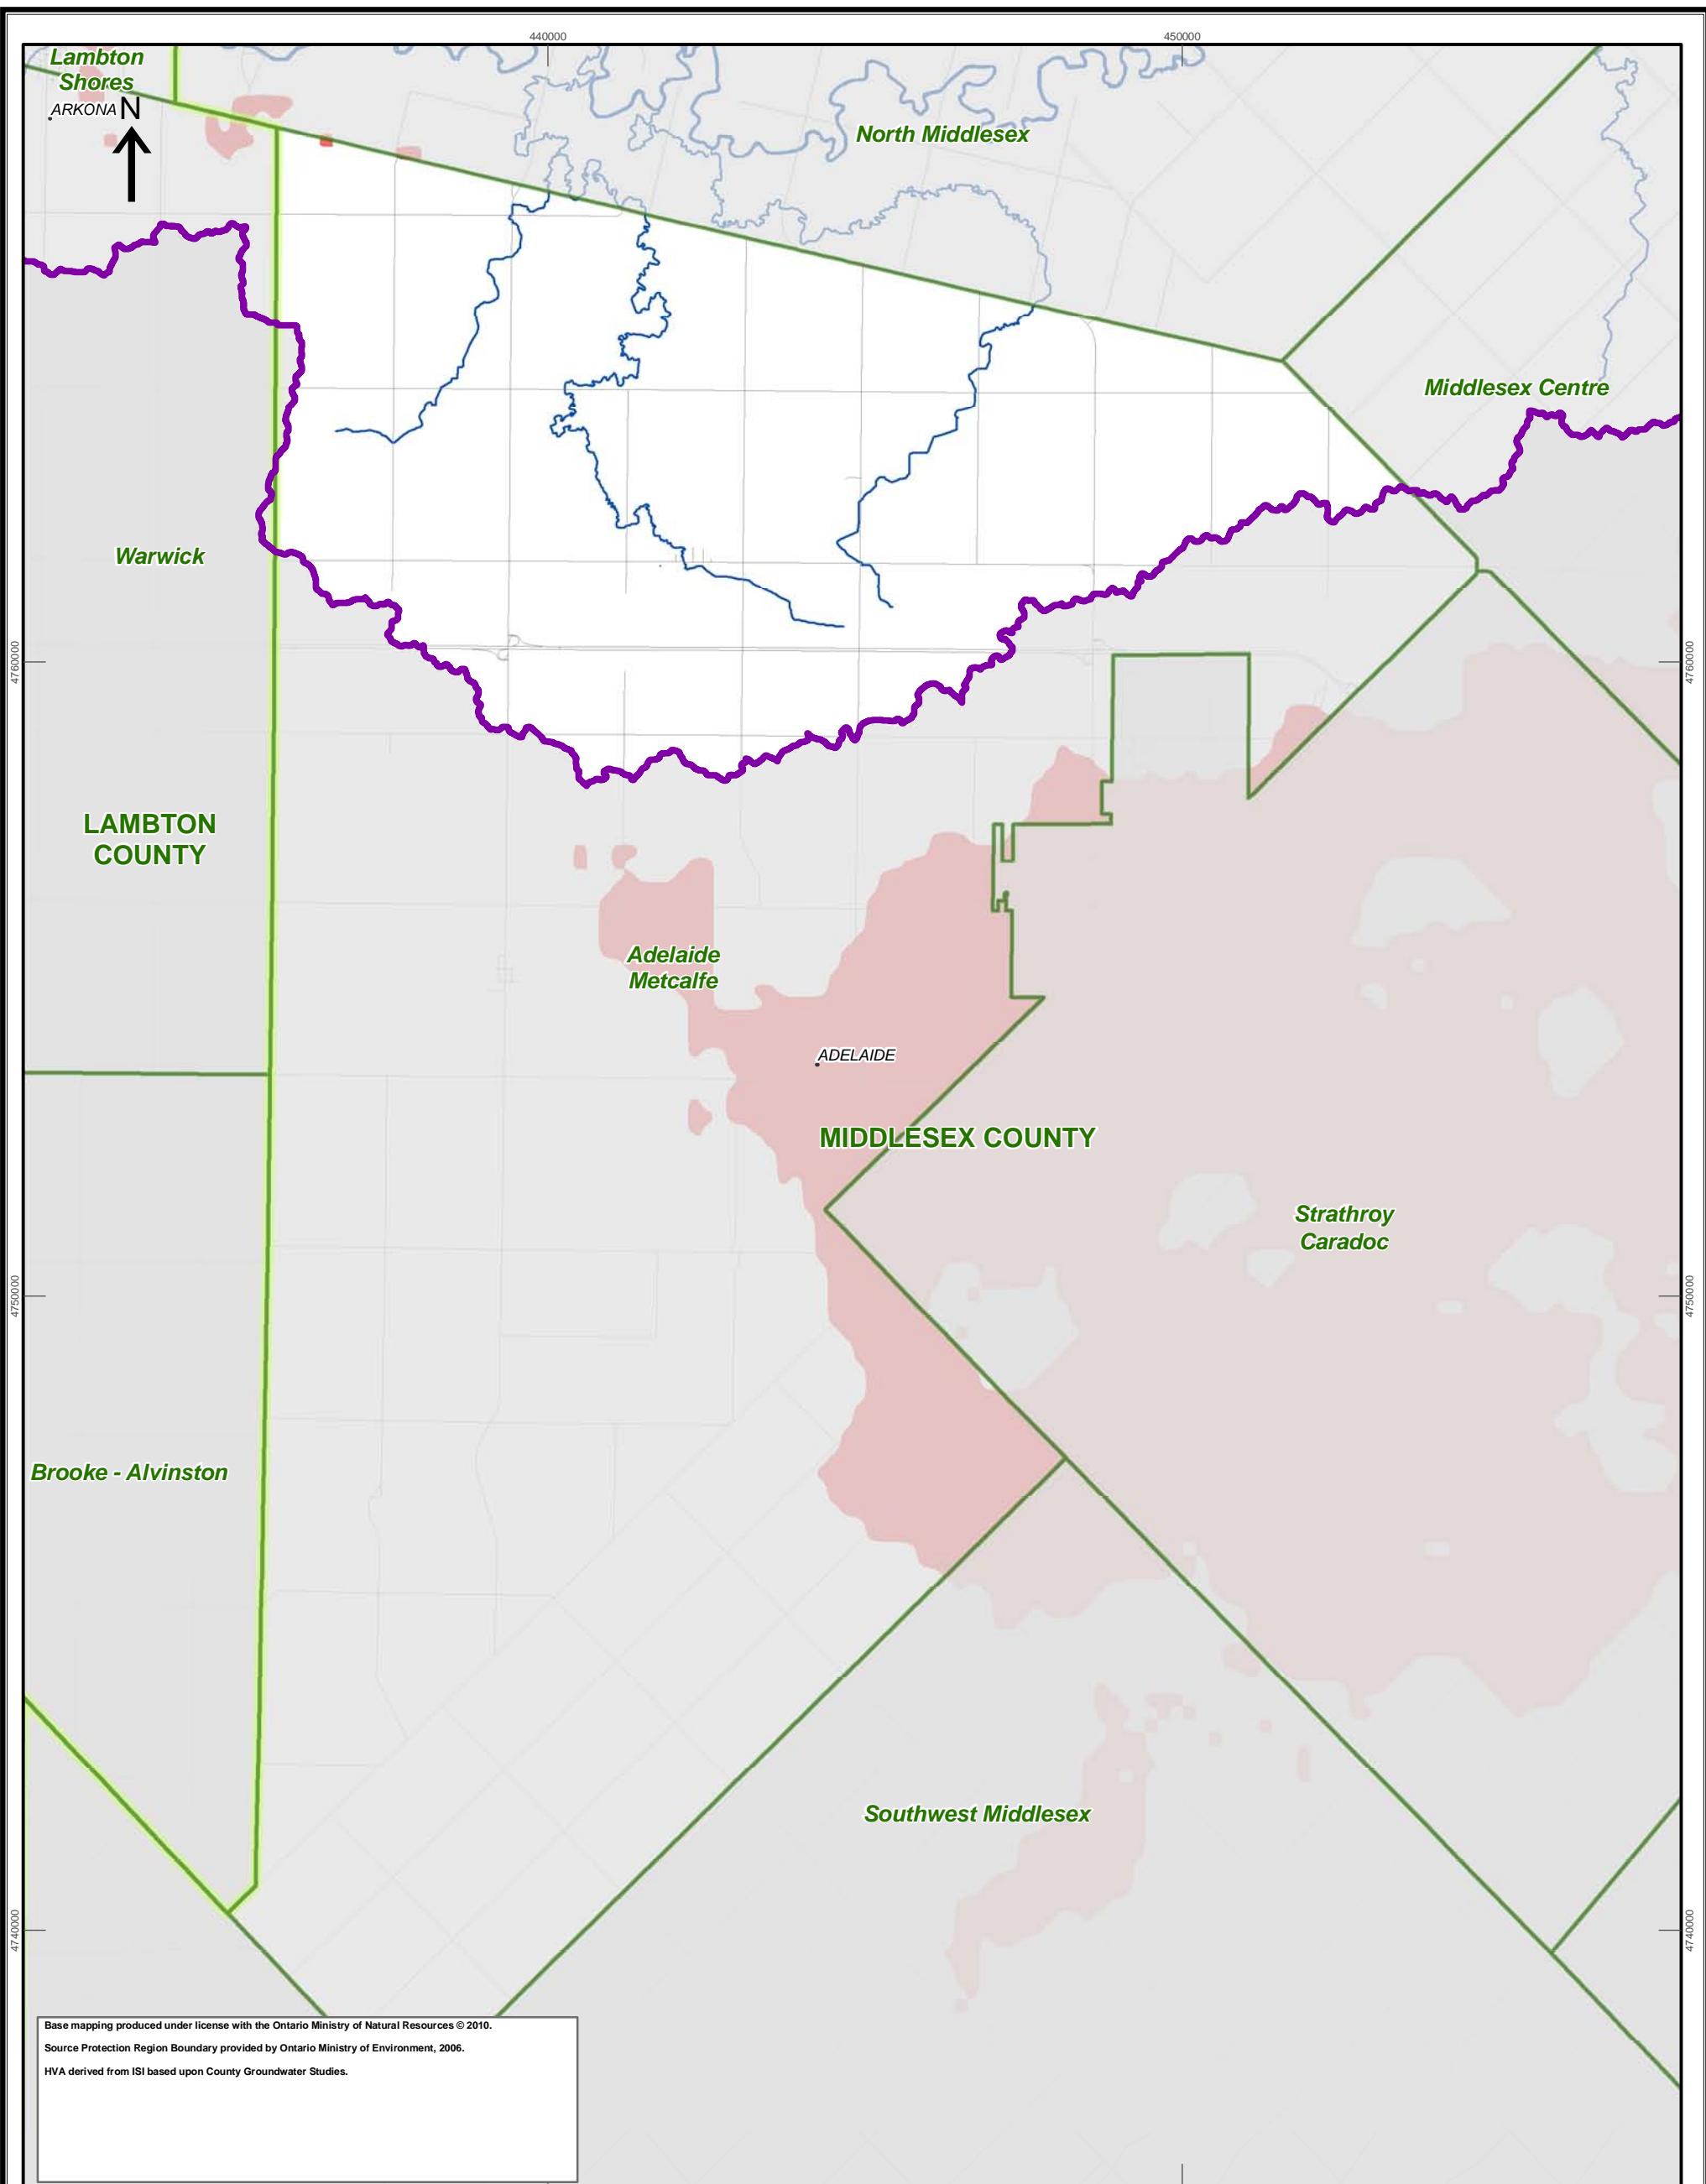 440000
450000
Lambton
Shores
ARKONA
N
North Middlesex
Middlesex Centre
Warwick
4760000
4760000
LAMBTON
COUNTY
Adelaide
Metcalfe
ADELAIDE
MIDDLESEX COUNTY
Strathroy
Caradoc
4750000
4750000
Brooke - Alvinston
Southwest Middlesex
4740000
4740000
Base mapping produced under license with the Ontario Ministry of Natural Resources © 2010.
Source Protection Region Boundary provided by Ontario Ministry of Environment, 2006.
HVA derived from ISI based upon County Groundwater Studies.